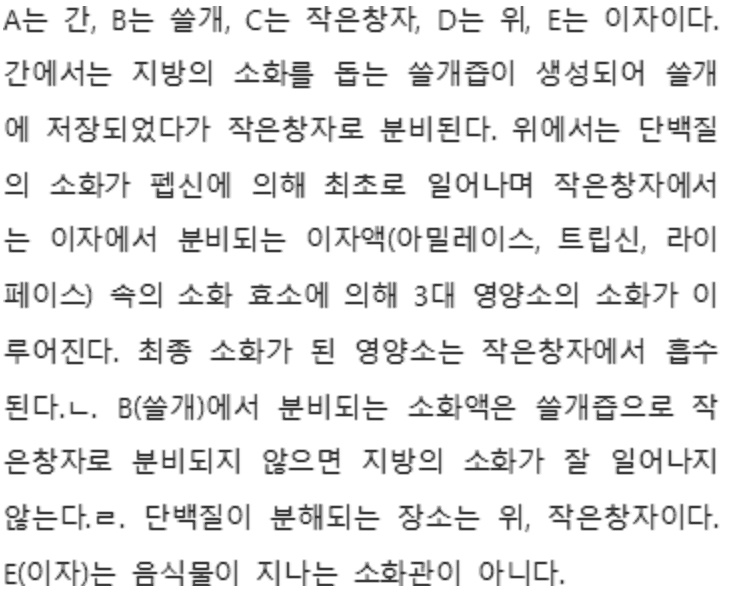 A는 간, B는 쓸개, C는 작은창자, D는 위, E는 이자이다.
간에서는 지방의 소화를 돕는 쓸개즙이 생성되어 쓸개
에 저장되었다가 작은창자로 분비된다. 위에서는 단백질
의 소화가 펩신에 의해 최초로 일어나며 작은창자에서
는 이자에서 분비되는 이자액(아밀레이스, 트립신, 라이
페이스) 속의 소화 효소에 의해 3대 영양소의 소화가 이
루어진다. 최종 소화가 된 영양소는 작은창자에서 흡수
된다.ㄴ. B(쓸개)에서 분비되는 소화액은 쓸개즙으로 작
은창자로 분비되지 않으면 지방의 소화가 잘 일어나지
않는다.ㄹ. 단백질이 분해되는 장소는 위, 작은창자이다.
E(이자)는 음식물이 지나는 소화관이 아니다.